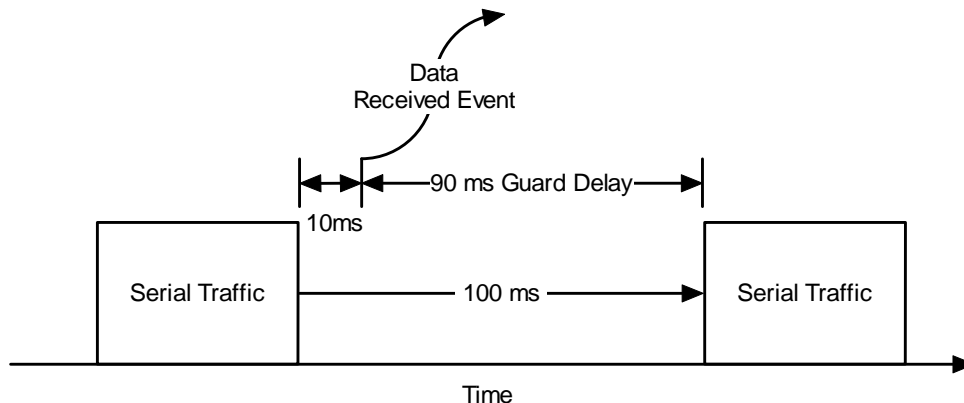 Data
Received Event
90 ms Guard Delay
10ms
Serial Traffic
100 ms
Serial Traffic
Time